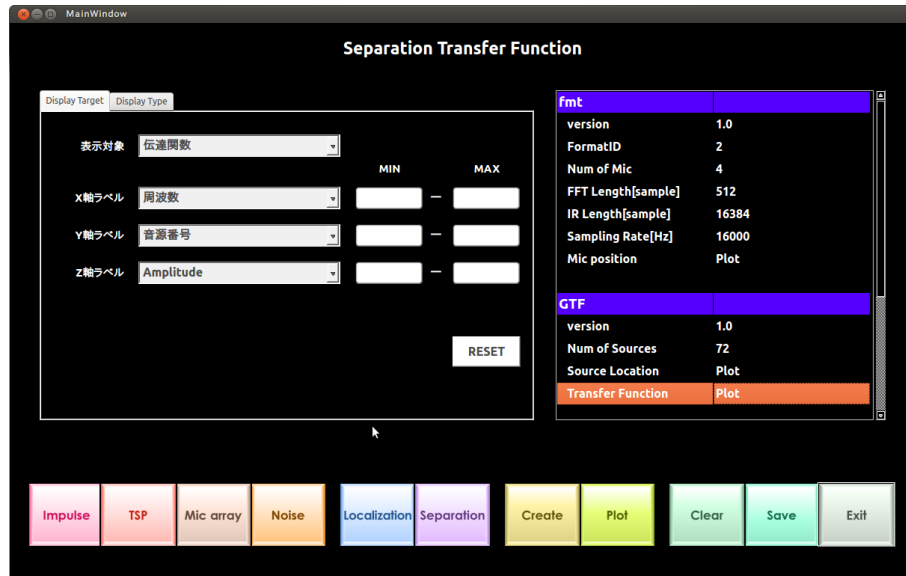 MainWindow
Separation Transfer Function
Display Target Display Type
表示対象 伝達関数
MIN MAX
X軸ラベル 周波数 –
Y軸ラベル 音源番号 –
Z軸ラベル Amplitude –
RESET
fmt
version 1.0
FormatID 2
Num of Mic 4
FFT Length[sample] 512
IR Length[sample] 16384
Sampling Rate[Hz] 16000
Mic position Plot
GTF
version 1.0
Num of Sources 72
Source Location Plot
Transfer Function Plot
Impulse TSP Mic array Noise Localization Separation Create Plot Clear Save Exit